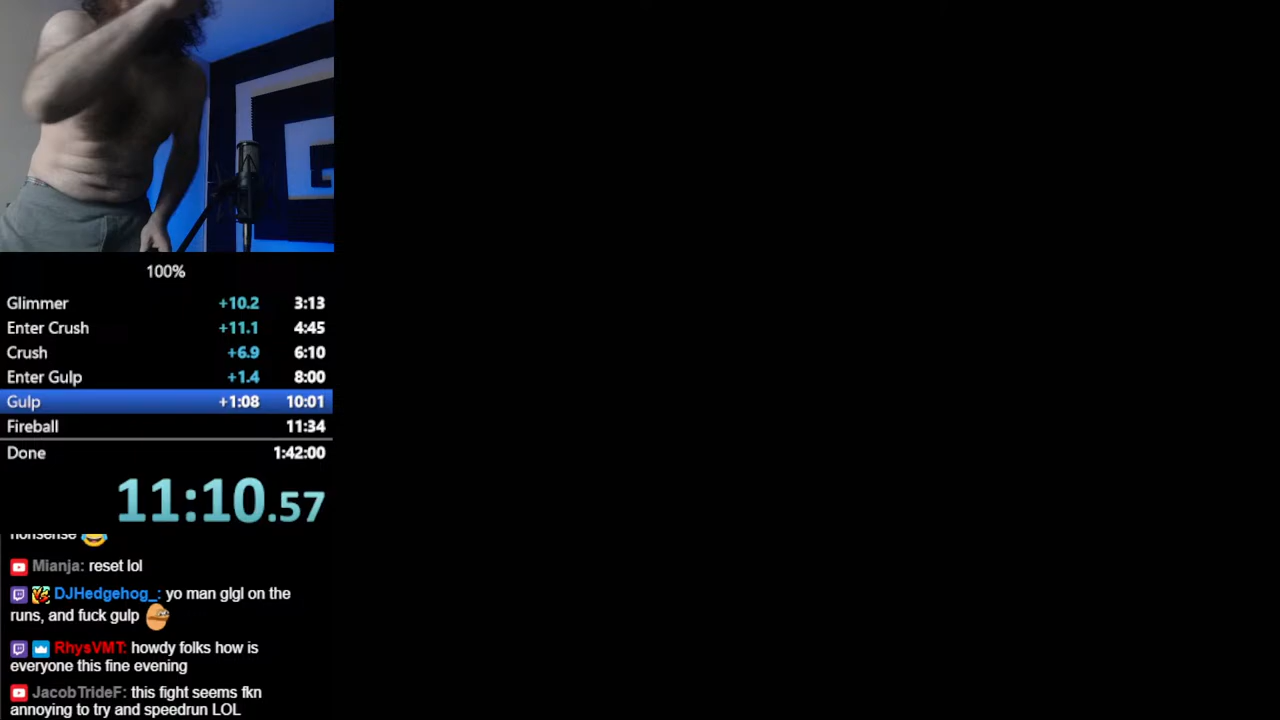 100%
Glimmer +10.2 3:13
Enter Crush +11.1 4:45
Crush +6.9 6:10
Enter Gulp +1.4 8:00
Gulp +1:08 10:01
Fireball 11:34
Done 1:42:00
11:10.57
nonsense 😂
Mianja: reset lol
DJHedgehog_: yo man glgl on the
runs, and fuck gulp
RhysVMT: howdy folks how is
everyone this fine evening
JacobTrideF: this fight seems fkn
annoying to try and speedrun LOL